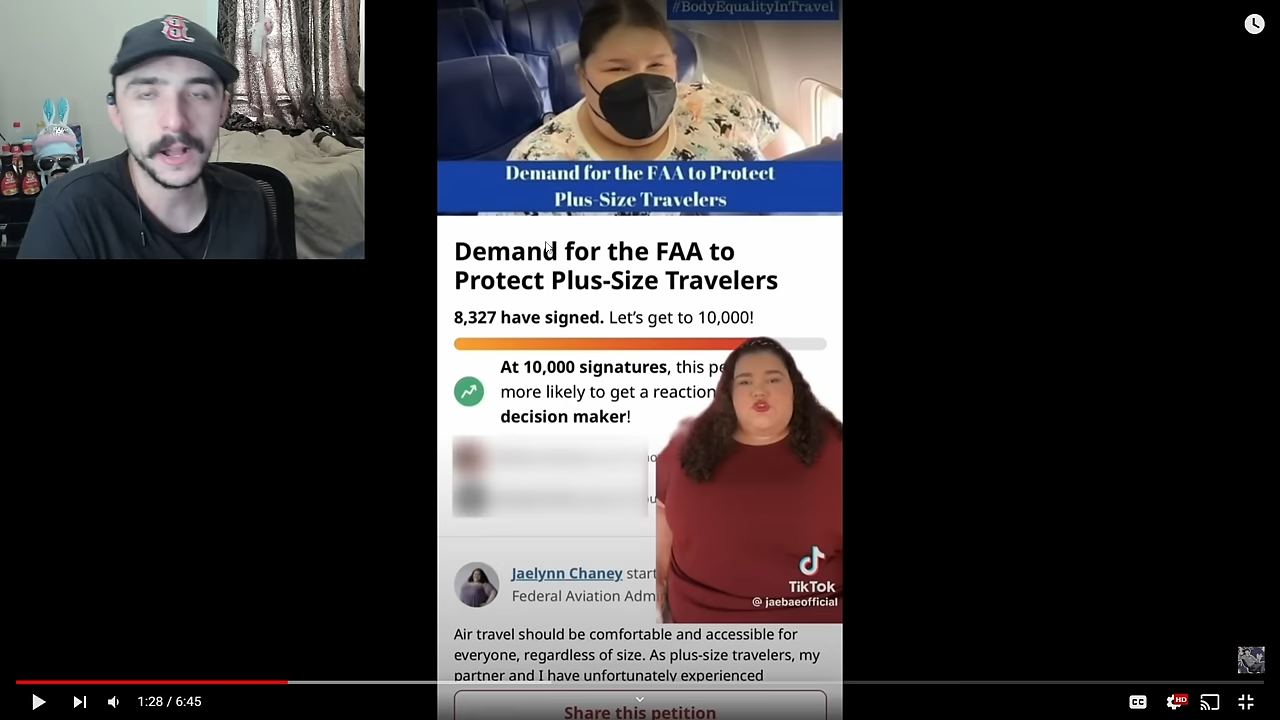 #BodyEqualityInTravel
Demand for the FAA to Protect
Plus-Size Travelers
Demand for the FAA to
Protect Plus-Size Travelers
8,327 have signed. Let's get to 10,000!
At 10,000 signatures, this pe
more likely to get a reaction
decision maker!
Jaelynn Chaney start
Federal Aviation Admi
TikTok
@ jaebaeofficial
Air travel should be comfortable and accessible for
everyone, regardless of size. As plus-size travelers, my
partner and I have unfortunately experienced
Share this petition
1:28 / 6:45
CC
HD